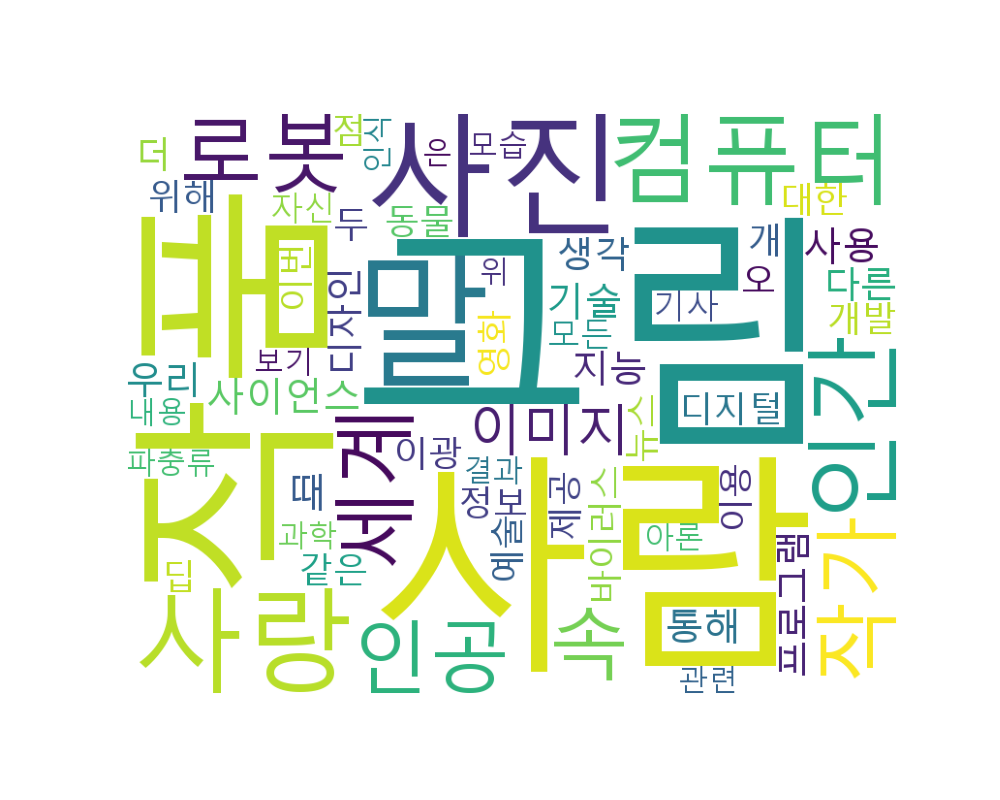 로봇
사진
컴퓨터
점
인식
은
모습
더
위해
자신
두
동물
대한
작품
이번
말
그림
위
생각
개
사용
오
기술
기사
다른
개발
디자인
영화
모든
보기
지능
우리
사이언스
내용
디지털
인간
세계
이미지
뉴스
이광
파충류
결과
때
정보
제공
바이러스
이용
사람
과학
예술
아론
같은
딥
프로그램
작가
사랑
인공
속
통해
관련